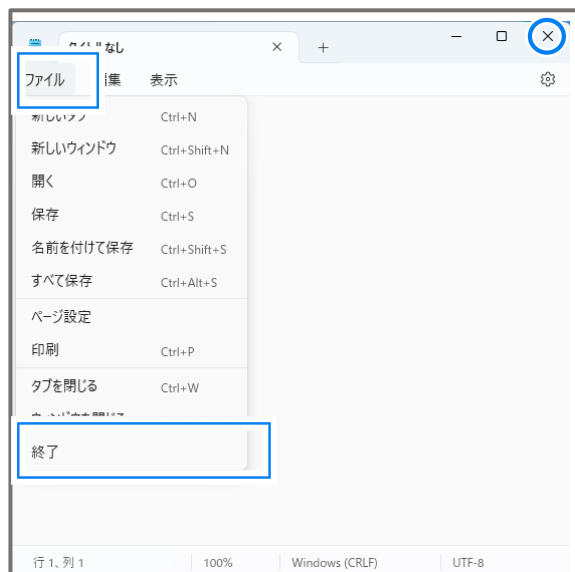 なし
ファイル 集 表示
Ctrl+N
新しいウィンドウ Ctrl+Shift+N
開く Ctrl+O
保存 Ctrl+S
名前を付けて保存 Ctrl+Shift+S
すべて保存 Ctrl+Alt+S
ページ設定
印刷 Ctrl+P
タブを閉じる Ctrl+W
終了
行 1、列 1 100% Windows (CRLF) UTF-8